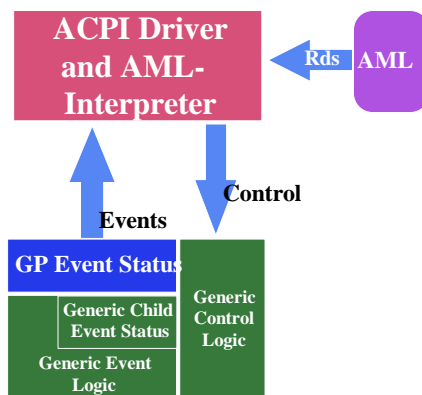 ACPI Driver
and AML-
Interpreter
Rds
AML
Control
Events
GP Event Status
Generic Child
Event Status
Generic Event
Logic
Generic
Control
Logic